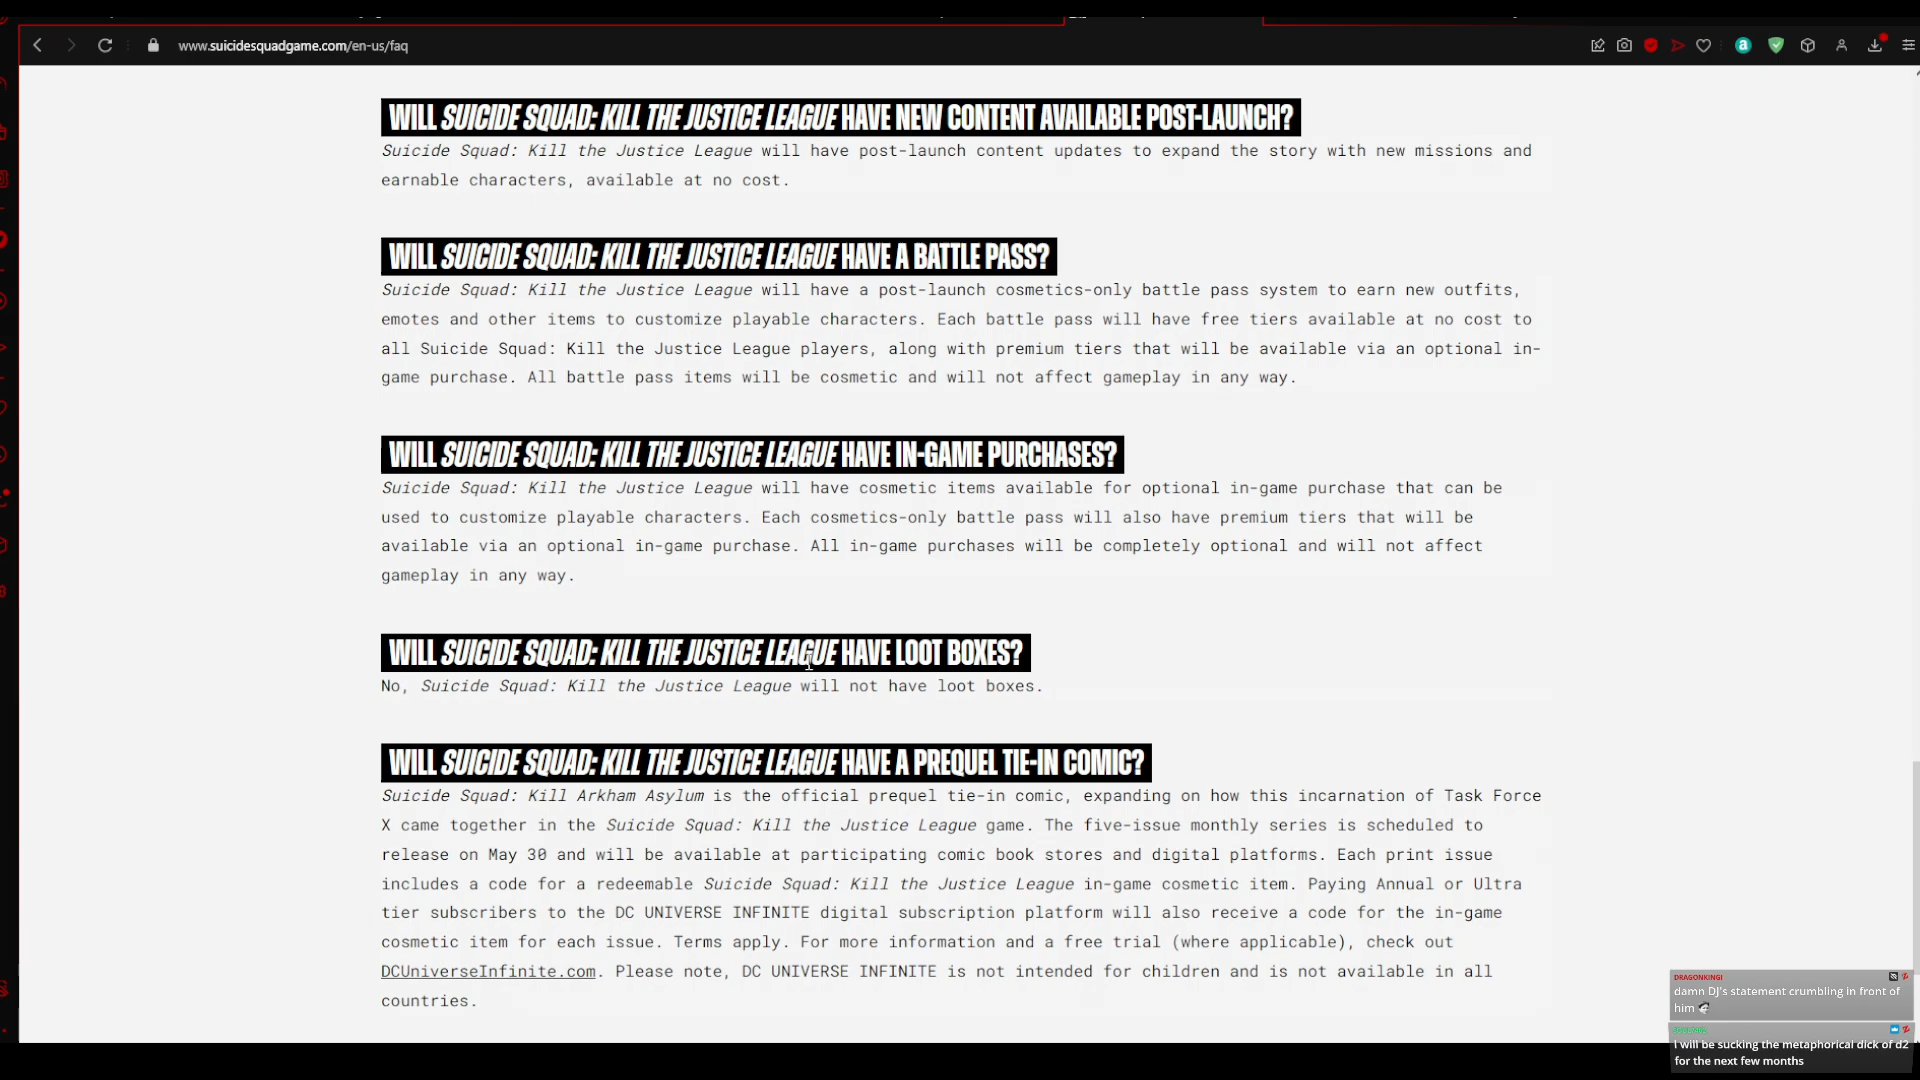 www.suicidesquadgame.com/en-us/faq
WILL SUICIDE SQUAD: KILL THE JUSTICE LEAGUE HAVE NEW CONTENT AVAILABLE POST-LAUNCH?
Suicide Squad: Kill the Justice League will have post-launch content updates to expand the story with new missions and
earnable characters, available at no cost.
WILL SUICIDE SQUAD: KILL THE JUSTICE LEAGUE HAVE A BATTLE PASS?
Suicide Squad: Kill the Justice League will have a post-launch cosmetics-only battle pass system to earn new outfits,
emotes and other items to customize playable characters. Each battle pass will have free tiers available at no cost to
all Suicide Squad: Kill the Justice League players, along with premium tiers that will be available via an optional in-
game purchase. All battle pass items will be cosmetic and will not affect gameplay in any way.
WILL SUICIDE SQUAD: KILL THE JUSTICE LEAGUE HAVE IN-GAME PURCHASES?
Suicide Squad: Kill the Justice League will have cosmetic items available for optional in-game purchase that can be
used to customize playable characters. Each cosmetics-only battle pass will also have premium tiers that will be
available via an optional in-game purchase. All in-game purchases will be completely optional and will not affect
gameplay in any way.
WILL SUICIDE SQUAD: KILL THE JUSTICE LEAGUE HAVE LOOT BOXES?
No, Suicide Squad: Kill the Justice League will not have loot boxes.
WILL SUICIDE SQUAD: KILL THE JUSTICE LEAGUE HAVE A PREQUEL TIE-IN COMIC?
Suicide Squad: Kill Arkham Asylum is the official prequel tie-in comic, expanding on how this incarnation of Task Force
X came together in the Suicide Squad: Kill the Justice League game. The five-issue monthly series is scheduled to
release on May 30 and will be available at participating comic book stores and digital platforms. Each print issue
includes a code for a redeemable Suicide Squad: Kill the Justice League in-game cosmetic item. Paying Annual or Ultra
tier subscribers to the DC UNIVERSE INFINITE digital subscription platform will also receive a code for the in-game
cosmetic item for each issue. Terms apply. For more information and a free trial (where applicable), check out
DCUniverseInfinite.com. Please note, DC UNIVERSE INFINITE is not intended for children and is not available in all
countries.
DRAGONKINGI
damn DJ's statement crumbling in front of
him
I will be sucking the metaphorical dick of d2
for the next few months